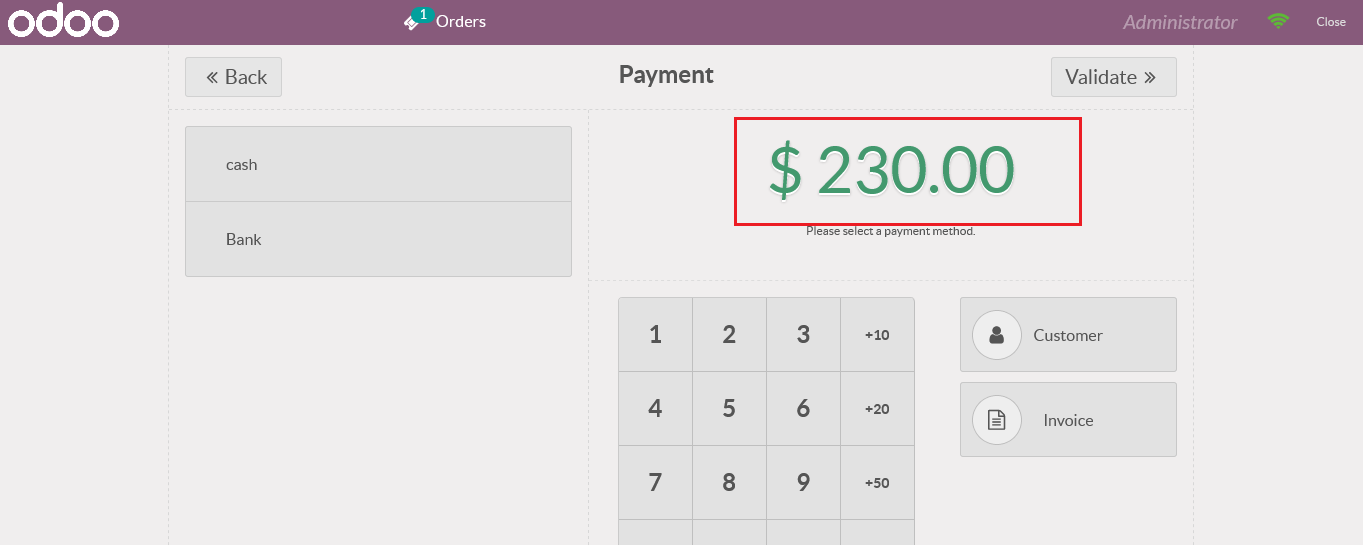 odoo
1
Orders
Administrator
Close
« Back
Payment
Validate »
cash
Bank
$ 230.00
Please select a payment method.
1 2 3 +10
4 5 6 +20
7 8 9 +50
Customer
Invoice